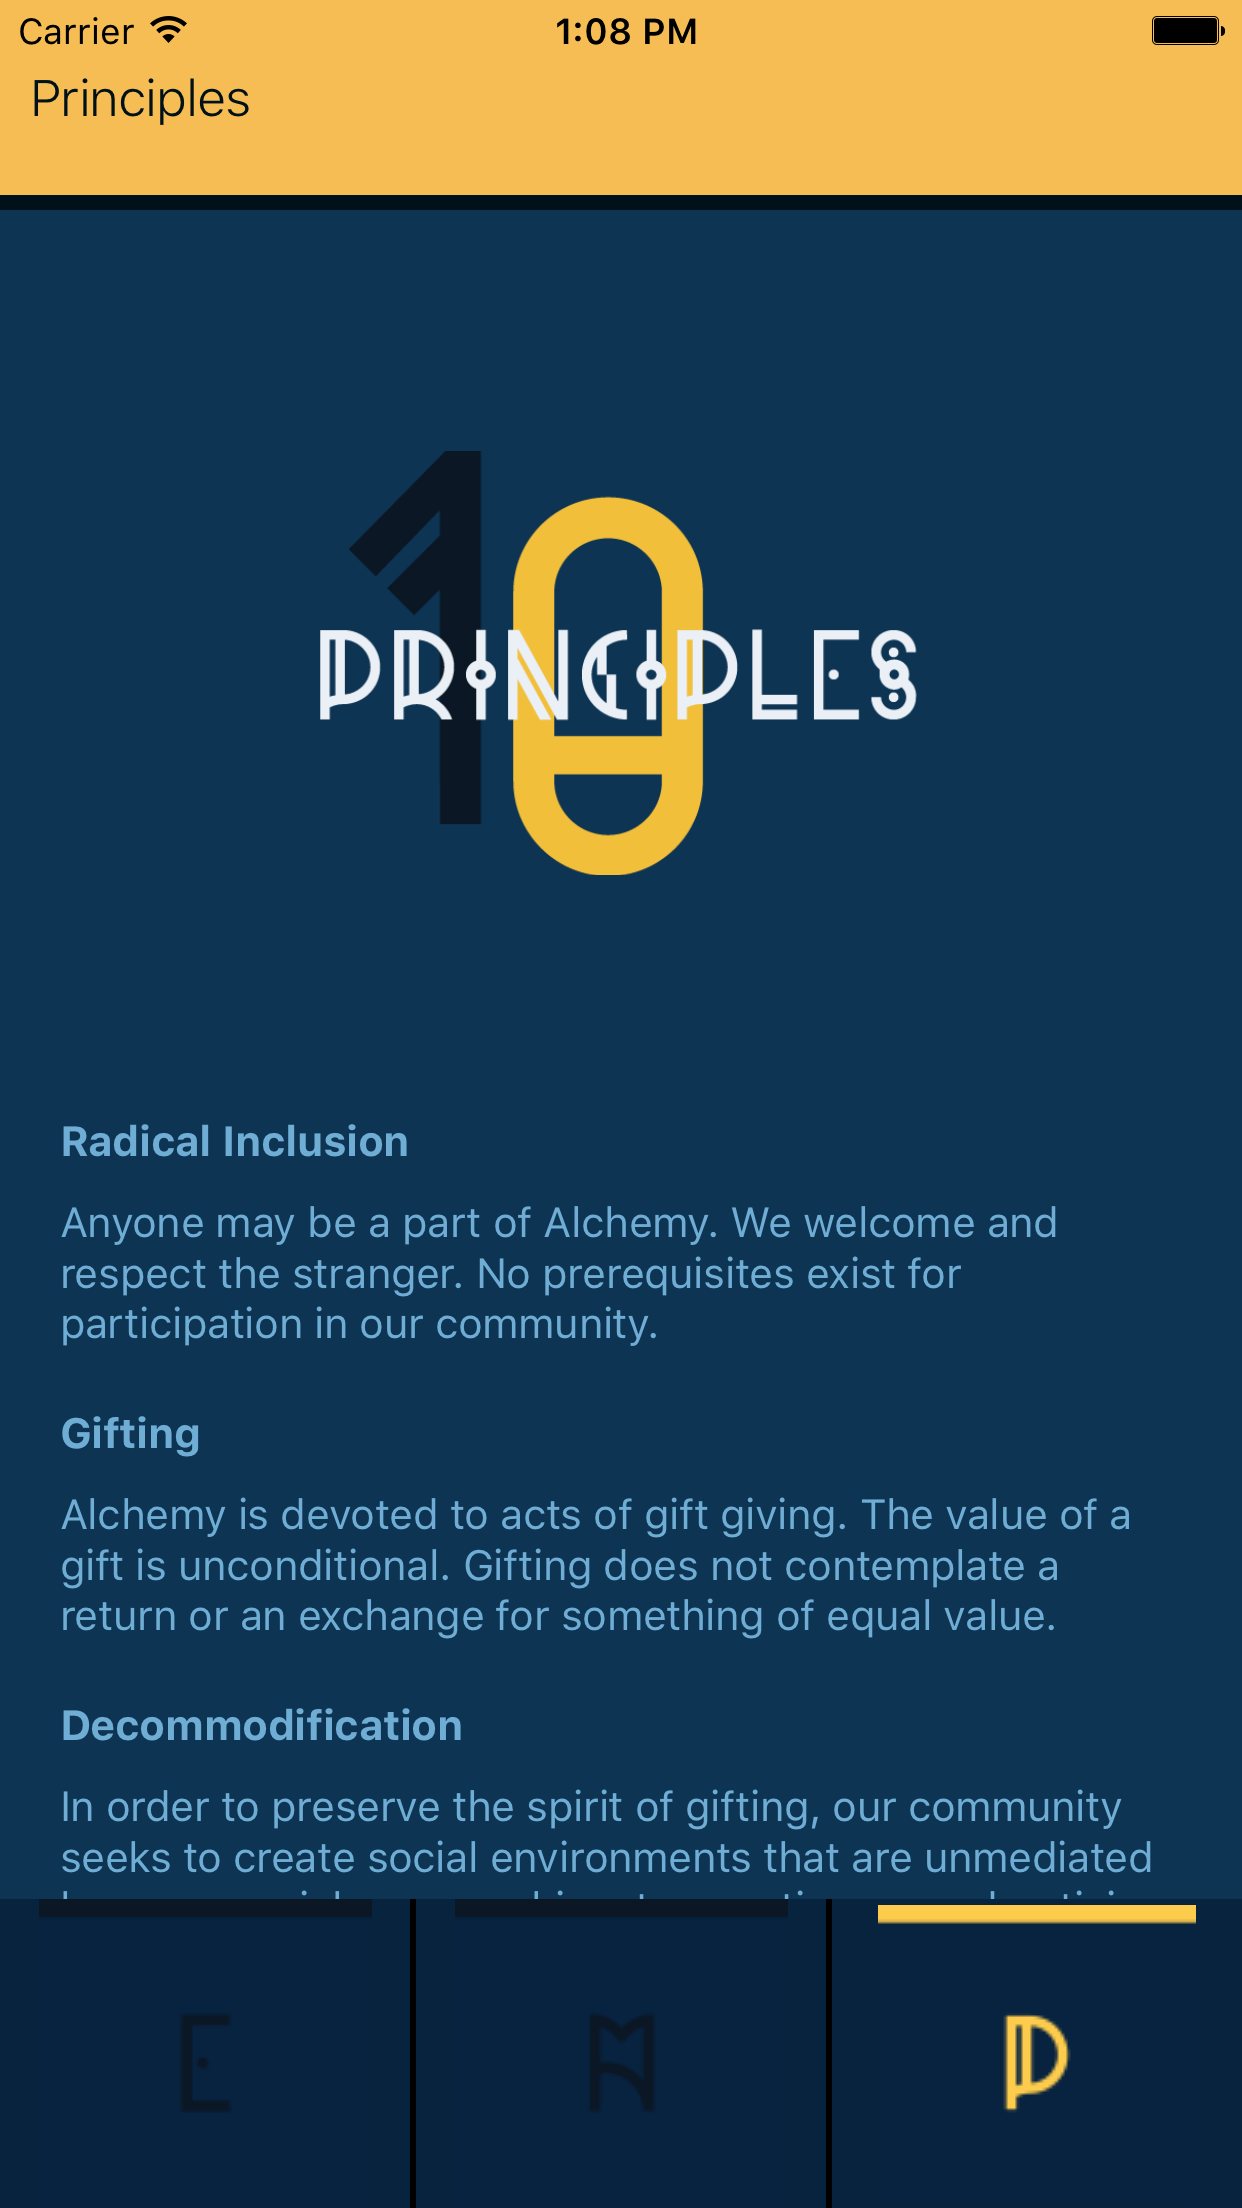 Carrier 1:08 PM
Principles
10
PRINCIPLES
Radical Inclusion
Anyone may be a part of Alchemy. We welcome and
respect the stranger. No prerequisites exist for
participation in our community.
Gifting
Alchemy is devoted to acts of gift giving. The value of a
gift is unconditional. Gifting does not contemplate a
return or an exchange for something of equal value.
Decommodification
In order to preserve the spirit of gifting, our community
seeks to create social environments that are unmediated
E M P